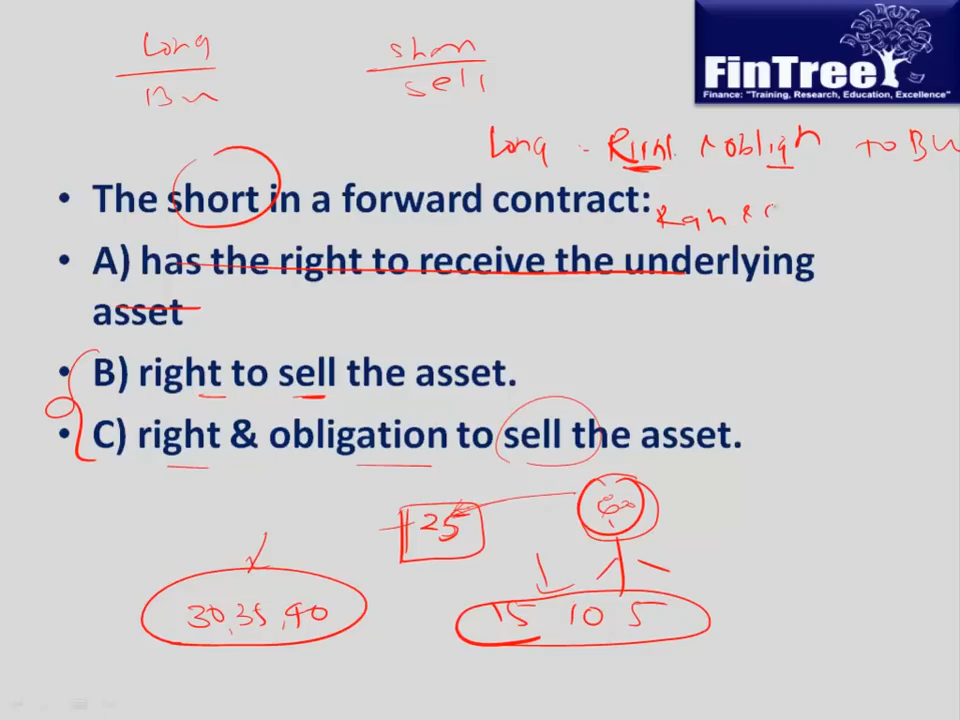 Long
short
sell
FinTree
Finance: "Training, Research, Education, Excellence"
Long - Right & oblign to Bu
• The short in a forward contract:
• A) has the right to receive the underlying
asset
• B) right to sell the asset.
• C) right & obligation to sell the asset.
25
30, 35, 40
15 10 5